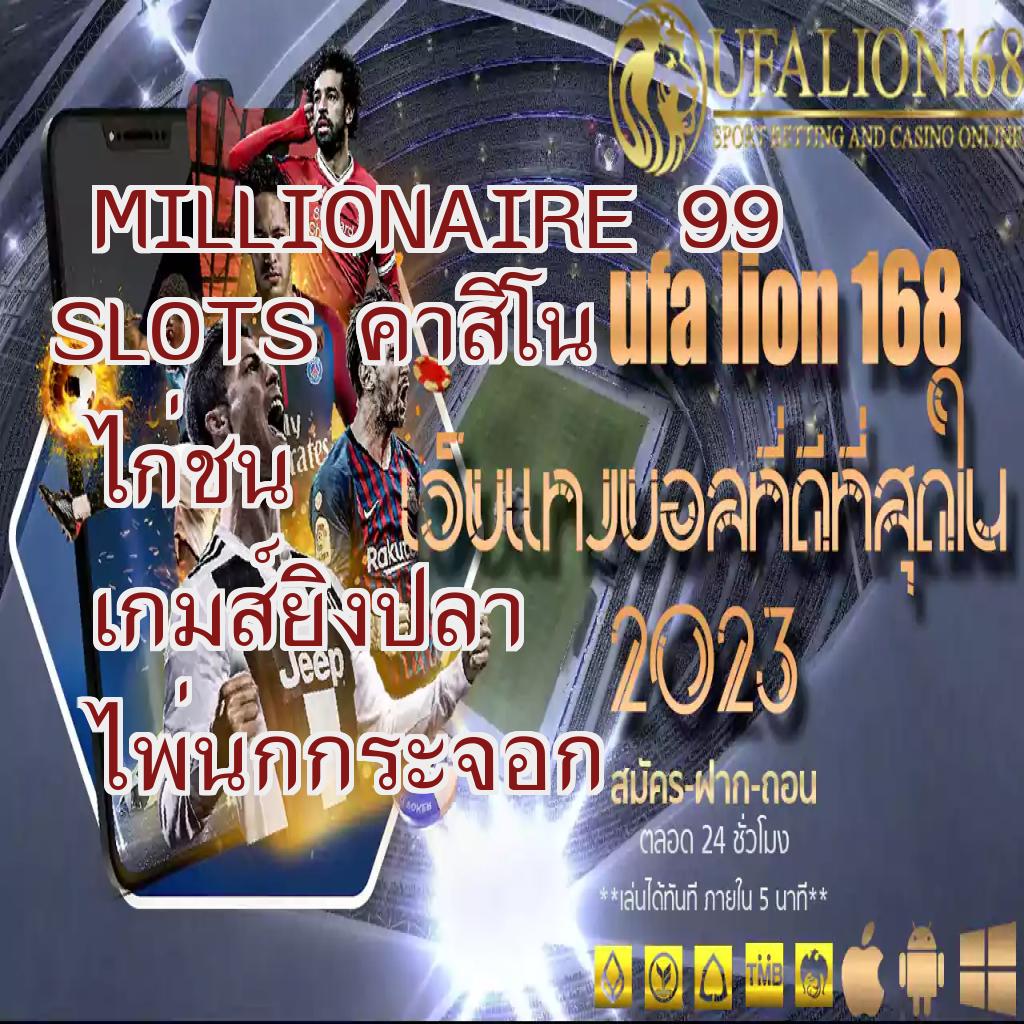 UFALION168
SPORT BETTING AND CASINO ONLINE
MILLIONAIRE 99
SLOTS คาสิโน
ไก่ชน
เกมส์ยิงปลา
ไพ่นกกระจอก
ufa lion 168
เว็บแทงบอลที่ดีที่สุดใน
2023
สมัคร-ฝาก-ถอน
ตลอด 24 ชั่วโมง
**เล่นได้ทันที ภายใน 5 นาที**
TMB
Jeep
Rakut